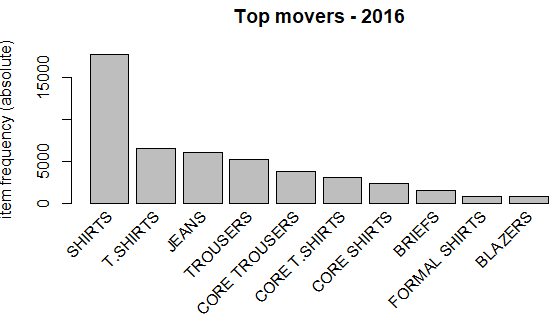 Top movers - 2016
item frequency (absolute)
15000
5000
0
SHIRTS
T.SHIRTS
JEANS
TROUSERS
CORE TROUSERS
CORE T.SHIRTS
CORE SHIRTS
BRIEFS
FORMAL SHIRTS
BLAZERS